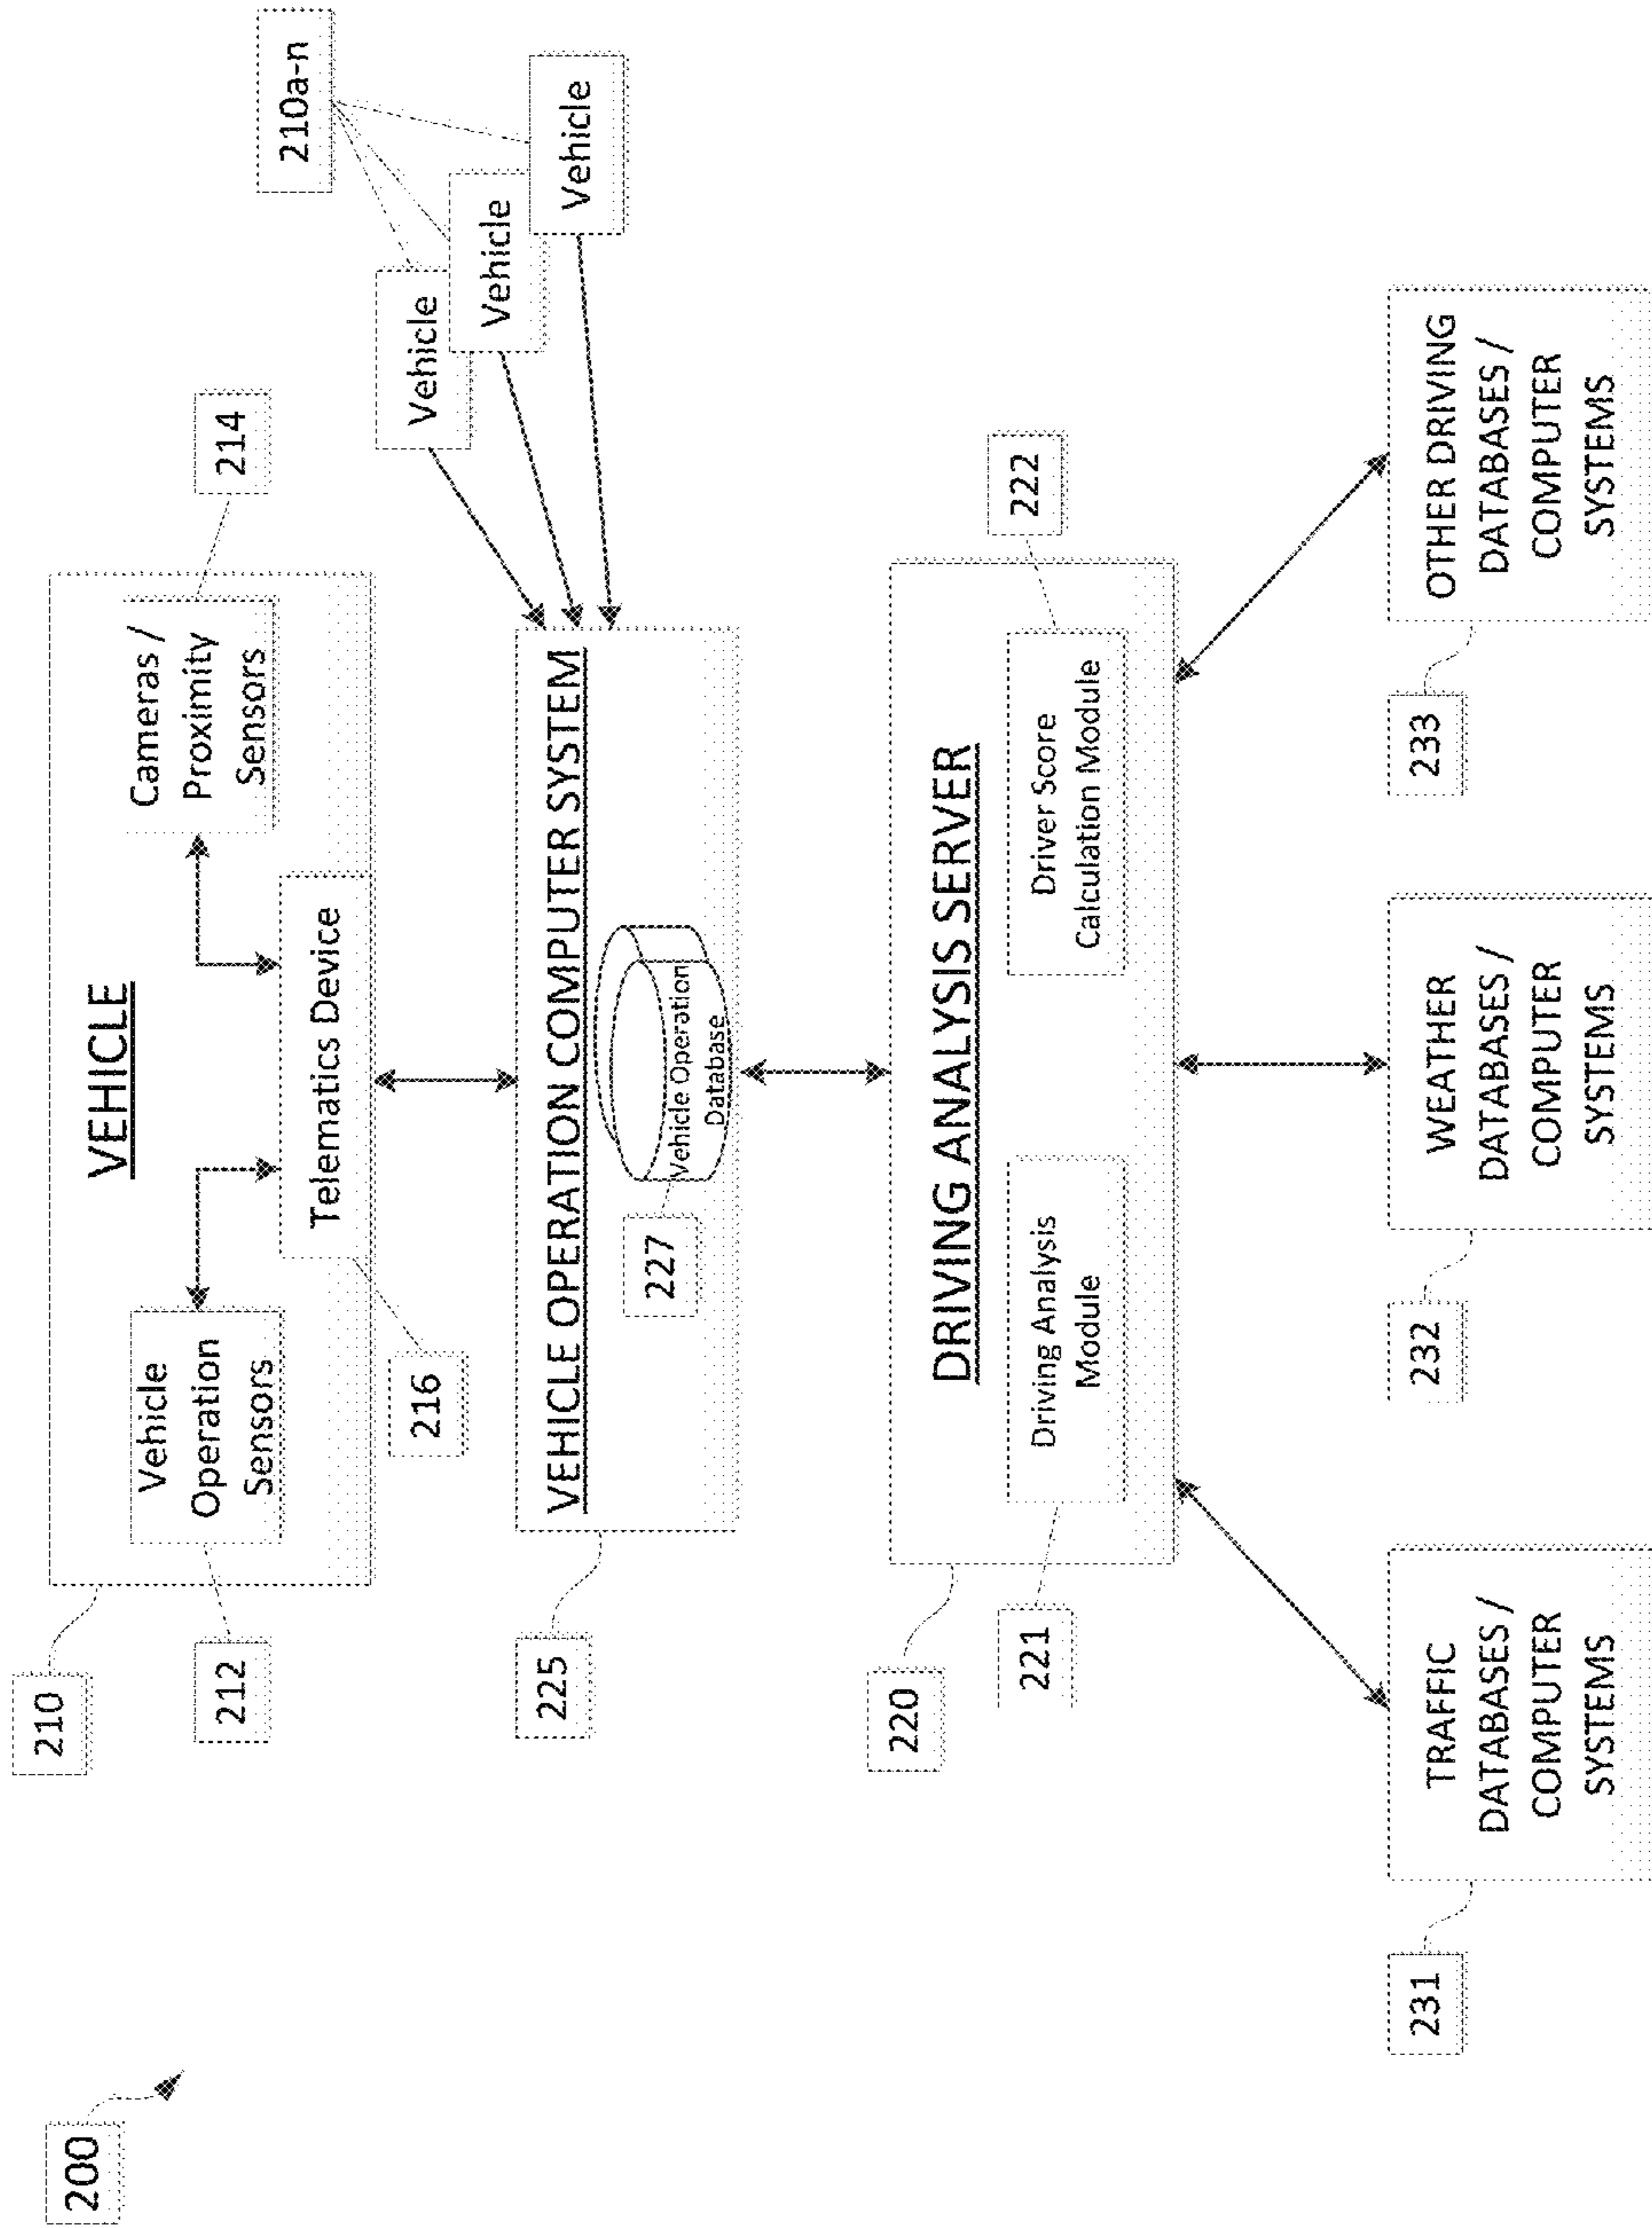 200
210
VEHICLE
212
Vehicle
Operation
Sensors
Cameras /
Proximity
Sensors
214
Telematics Device
216
210a-n
Vehicle
Vehicle
Vehicle
225
VEHICLE OPERATION COMPUTER SYSTEM
227
Vehicle Operation
Database
220
DRIVING ANALYSIS SERVER
221
Driving Analysis
Module
Driver Score
Calculation Module
222
231
TRAFFIC
DATABASES /
COMPUTER
SYSTEMS
232
WEATHER
DATABASES /
COMPUTER
SYSTEMS
233
OTHER DRIVING
DATABASES /
COMPUTER
SYSTEMS